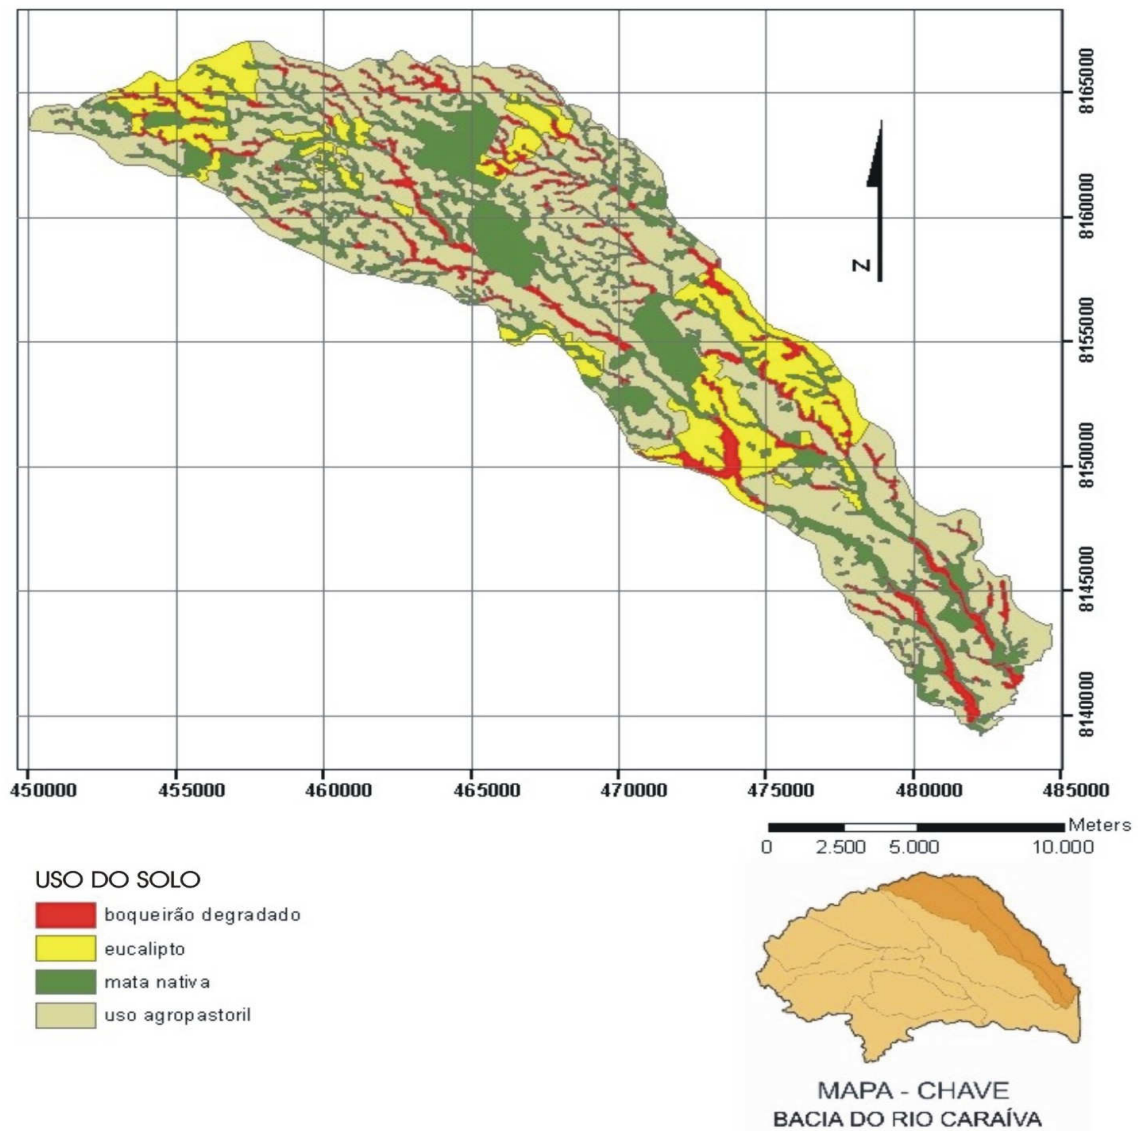 8165000
8160000
8155000
8150000
8145000
8140000
N
450000
455000
460000
465000
470000
475000
480000
485000
Meters
0
2.500
5.000
10.000
USO DO SOLO
boqueirão degradado
eucalipto
mata nativa
uso agropastoril
MAPA - CHAVE
BACIA DO RIO CARAÍVA